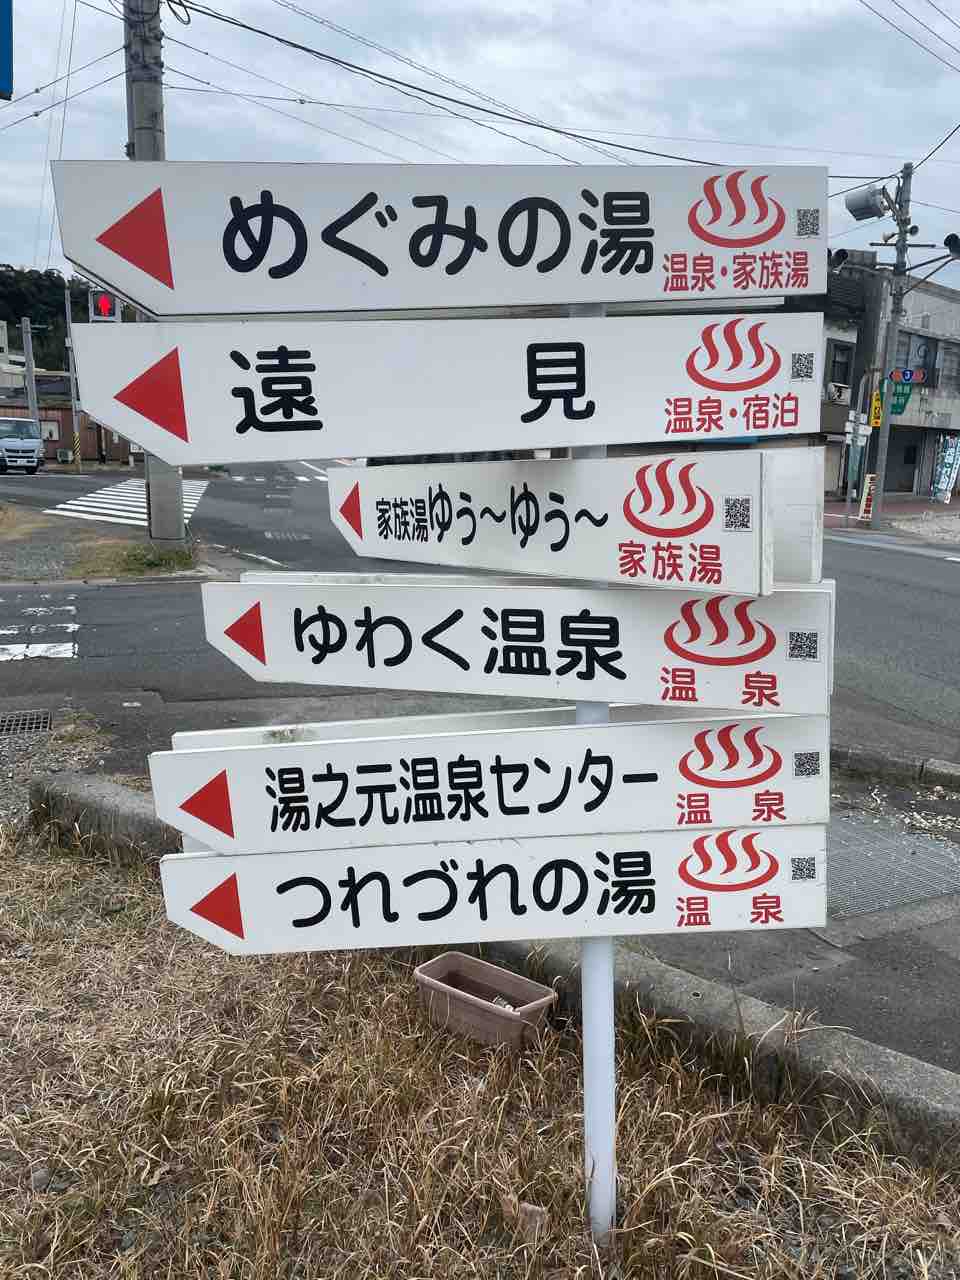 めぐみの湯
温泉・家族湯
遠見
温泉・宿泊
家族湯ゆぅ～ゆぅ～
家族湯
ゆわく温泉
温泉
湯之元温泉センター
温泉
つれづれの湯
温泉
3